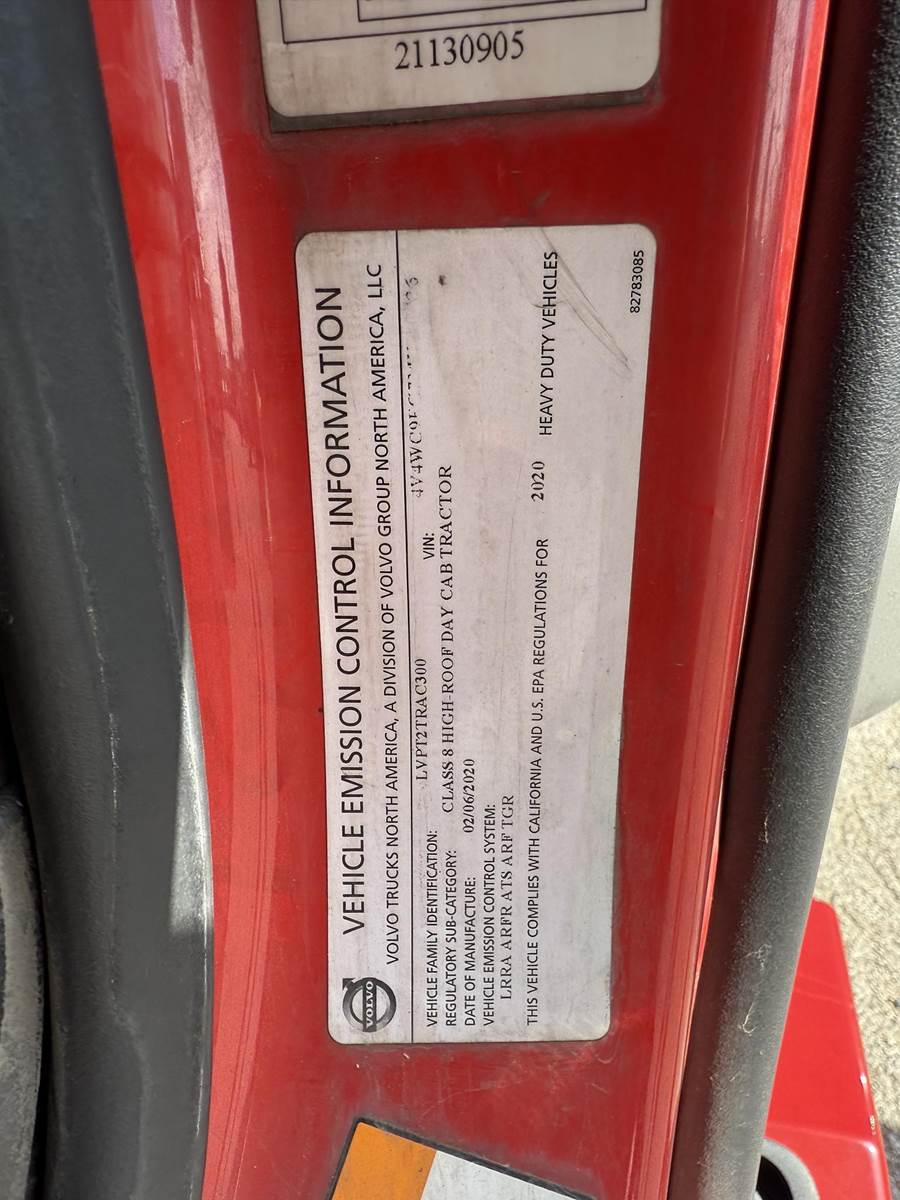 21130905
VEHICLE EMISSION CONTROL INFORMATION
VOLVO
VOLVO TRUCKS NORTH AMERICA, A DIVISION OF VOLVO GROUP NORTH AMERICA, LLC
VEHICLE FAMILY IDENTIFICATION: LVPT2TRAC300 VIN:
REGULATORY SUB-CATEGORY: CLASS 8 HIGH-ROOF DAY CAB TRACTOR
DATE OF MANUFACTURE: 02/06/2020
VEHICLE EMISSION CONTROL SYSTEM:
LRRA ARFR ATS ARF TGR
THIS VEHICLE COMPLIES WITH CALIFORNIA AND U.S. EPA REGULATIONS FOR 2020 HEAVY DUTY VEHICLES
82783085